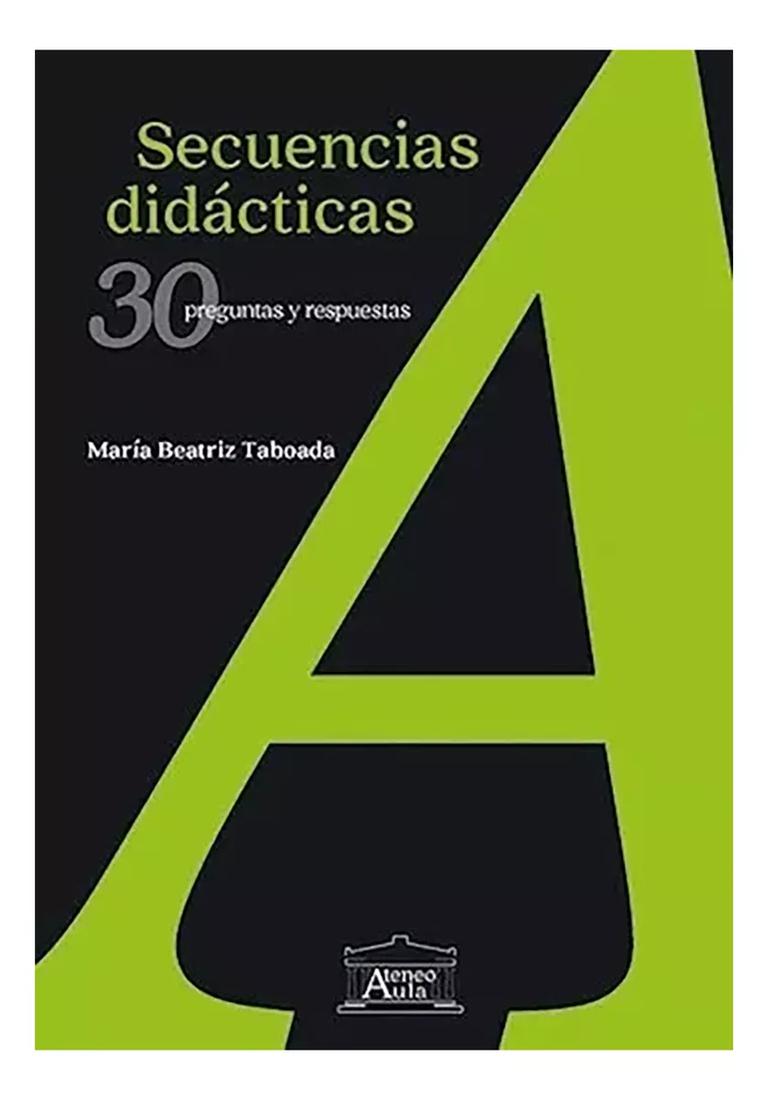 Secuencias
didácticas
30 preguntas y respuestas
María Beatriz Taboada
Ateneo
Aula